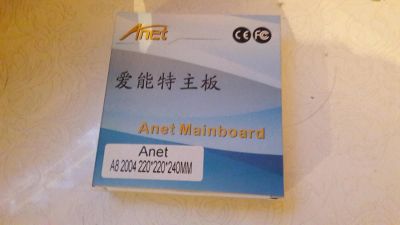 Anet
CE FC
爱能特主板
Anet Mainboard
Anet
A8 2004 220*220*240MM